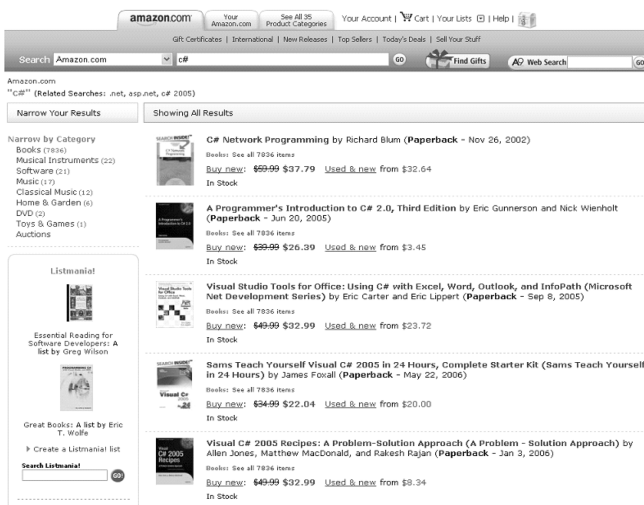 amazon.com
Your Amazon.com
See All 35 Product Categories
Your Account | Cart | Your Lists | Help |
Gift Certificates | International | New Releases | Top Sellers | Today's Deals | Sell Your Stuff
Search Amazon.com c# GO Find Gifts A9 Web Search GO
Amazon.com
"C#" (Related Searches: .net, asp.net, c# 2005)
Narrow Your Results
Showing All Results
Narrow by Category
Books (7836)
Musical Instruments (22)
Software (21)
Music (17)
Classical Music (12)
Home & Garden (6)
DVD (2)
Toys & Games (1)
Auctions
Listmania!
Essential Reading for
Software Developers: A
list by Greg Wilson
Great Books: A list by Eric
T. Wolfe
Create a Listmania! list
Search Listmania!
GO!
SEARCH INSIDE!™
C# Network Programming by Richard Blum (Paperback - Nov 26, 2002)
Books: See all 7836 items
Buy new: $59.99 $37.79 Used & new from $32.64
In Stock
A Programmer's Introduction to C# 2.0, Third Edition by Eric Gunnerson and Nick Wienholt
(Paperback - Jun 20, 2005)
Books: See all 7836 items
Buy new: $39.99 $26.39 Used & new from $3.45
In Stock
Visual Studio Tools for Office: Using C# with Excel, Word, Outlook, and InfoPath (Microsoft
Net Development Series) by Eric Carter and Eric Lippert (Paperback - Sep 8, 2005)
Books: See all 7836 items
Buy new: $49.99 $32.99 Used & new from $23.72
In Stock
SEARCH INSIDE!™
Visual C#
Sams Teach Yourself Visual C# 2005 in 24 Hours, Complete Starter Kit (Sams Teach Yourself
in 24 Hours) by James Foxall (Paperback - May 22, 2006)
Books: See all 7836 items
Buy new: $34.99 $22.04 Used & new from $20.00
In Stock
Visual C# 2005 Recipes
Visual C# 2005 Recipes: A Problem-Solution Approach (A Problem - Solution Approach) by
Allen Jones, Matthew MacDonald, and Rakesh Rajan (Paperback - Jan 3, 2006)
Books: See all 7836 items
Buy new: $49.99 $32.99 Used & new from $8.34
In Stock